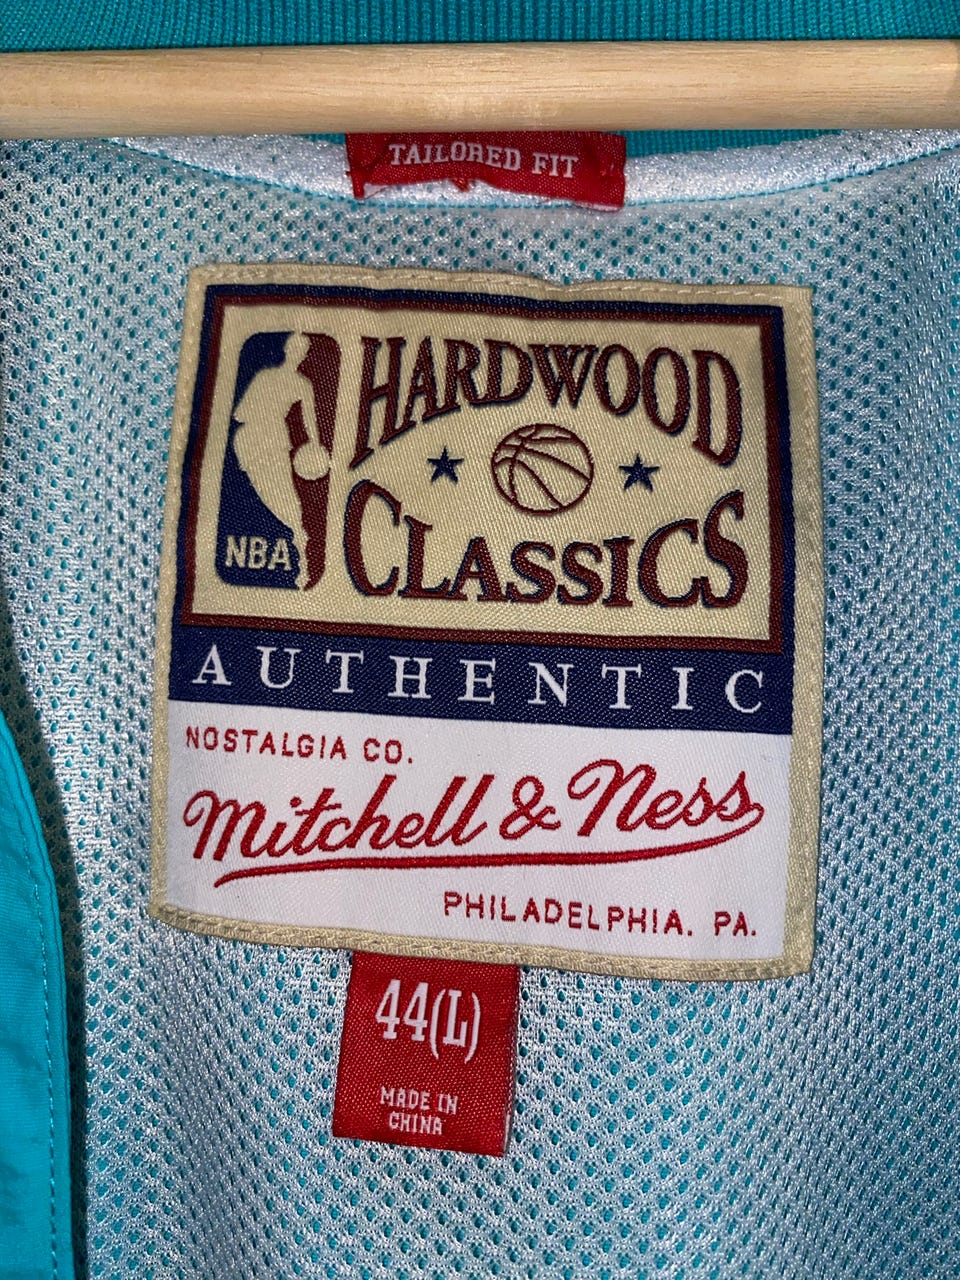 TAILORED FIT
HARDWOOD
CLASSICS
NBA
AUTHENTIC
NOSTALGIA CO.
Mitchell & Ness
PHILADELPHIA. PA.
44(L)
MADE IN
CHINA